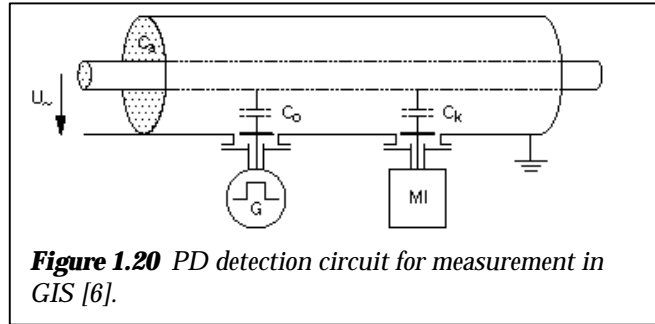 Ca
U~
Co
Ck
G
MI
Figure 1.20 PD detection circuit for measurement in
GIS [6].